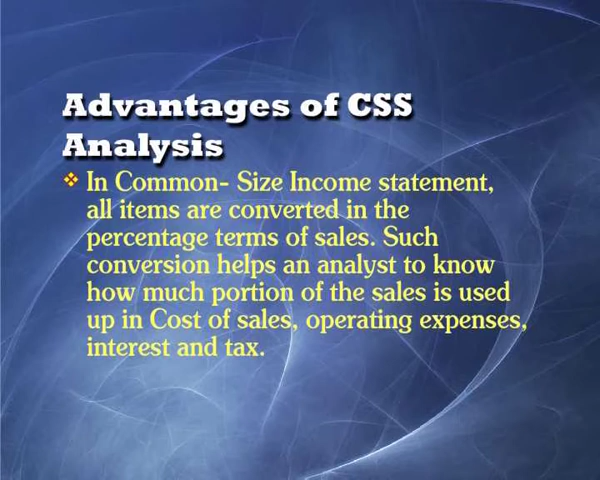 Advantages of CSS
Analysis
In Common- Size Income statement,
all items are converted in the
percentage terms of sales. Such
conversion helps an analyst to know
how much portion of the sales is used
up in Cost of sales, operating expenses,
interest and tax.